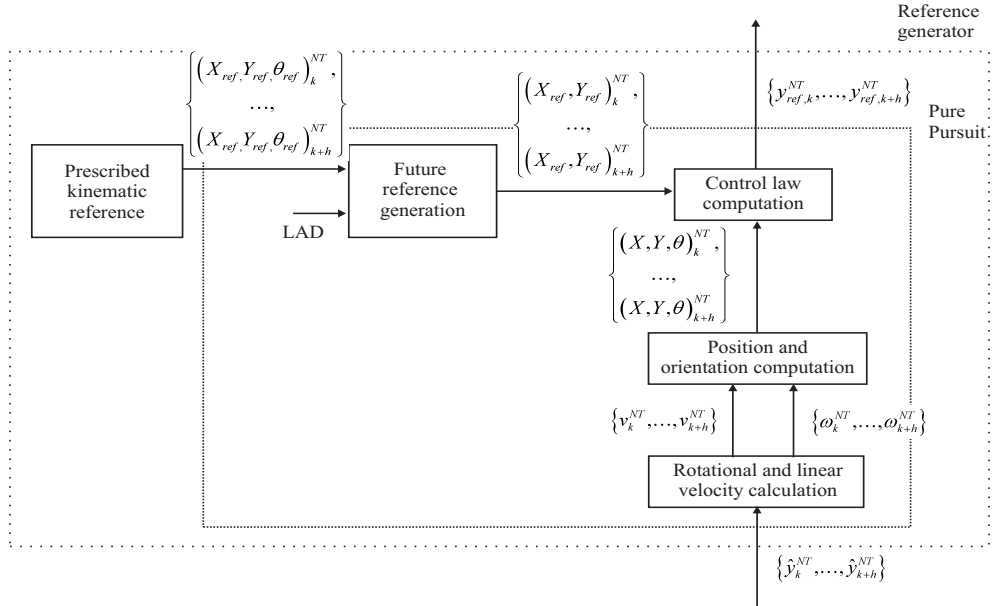 Reference
generator
Pure
Pursuit
{(X_ref, Y_ref, θ_ref)_k^NT,
…,
(X_ref, Y_ref, θ_ref)_{k+h}^NT}
{(X_ref, Y_ref)_k^NT,
…,
(X_ref, Y_ref)_{k+h}^NT}
{y_{ref,k}^NT,…, y_{ref,k+h}^NT}
Prescribed
kinematic
reference
Future
reference
generation
LAD
Control law
computation
{(X, Y, θ)_k^NT,
…,
(X, Y, θ)_{k+h}^NT}
Position and
orientation computation
{v_k^NT,…, v_{k+h}^NT}
{ω_k^NT,…, ω_{k+h}^NT}
Rotational and linear
velocity calculation
{ŷ_k^NT,…, ŷ_{k+h}^NT}